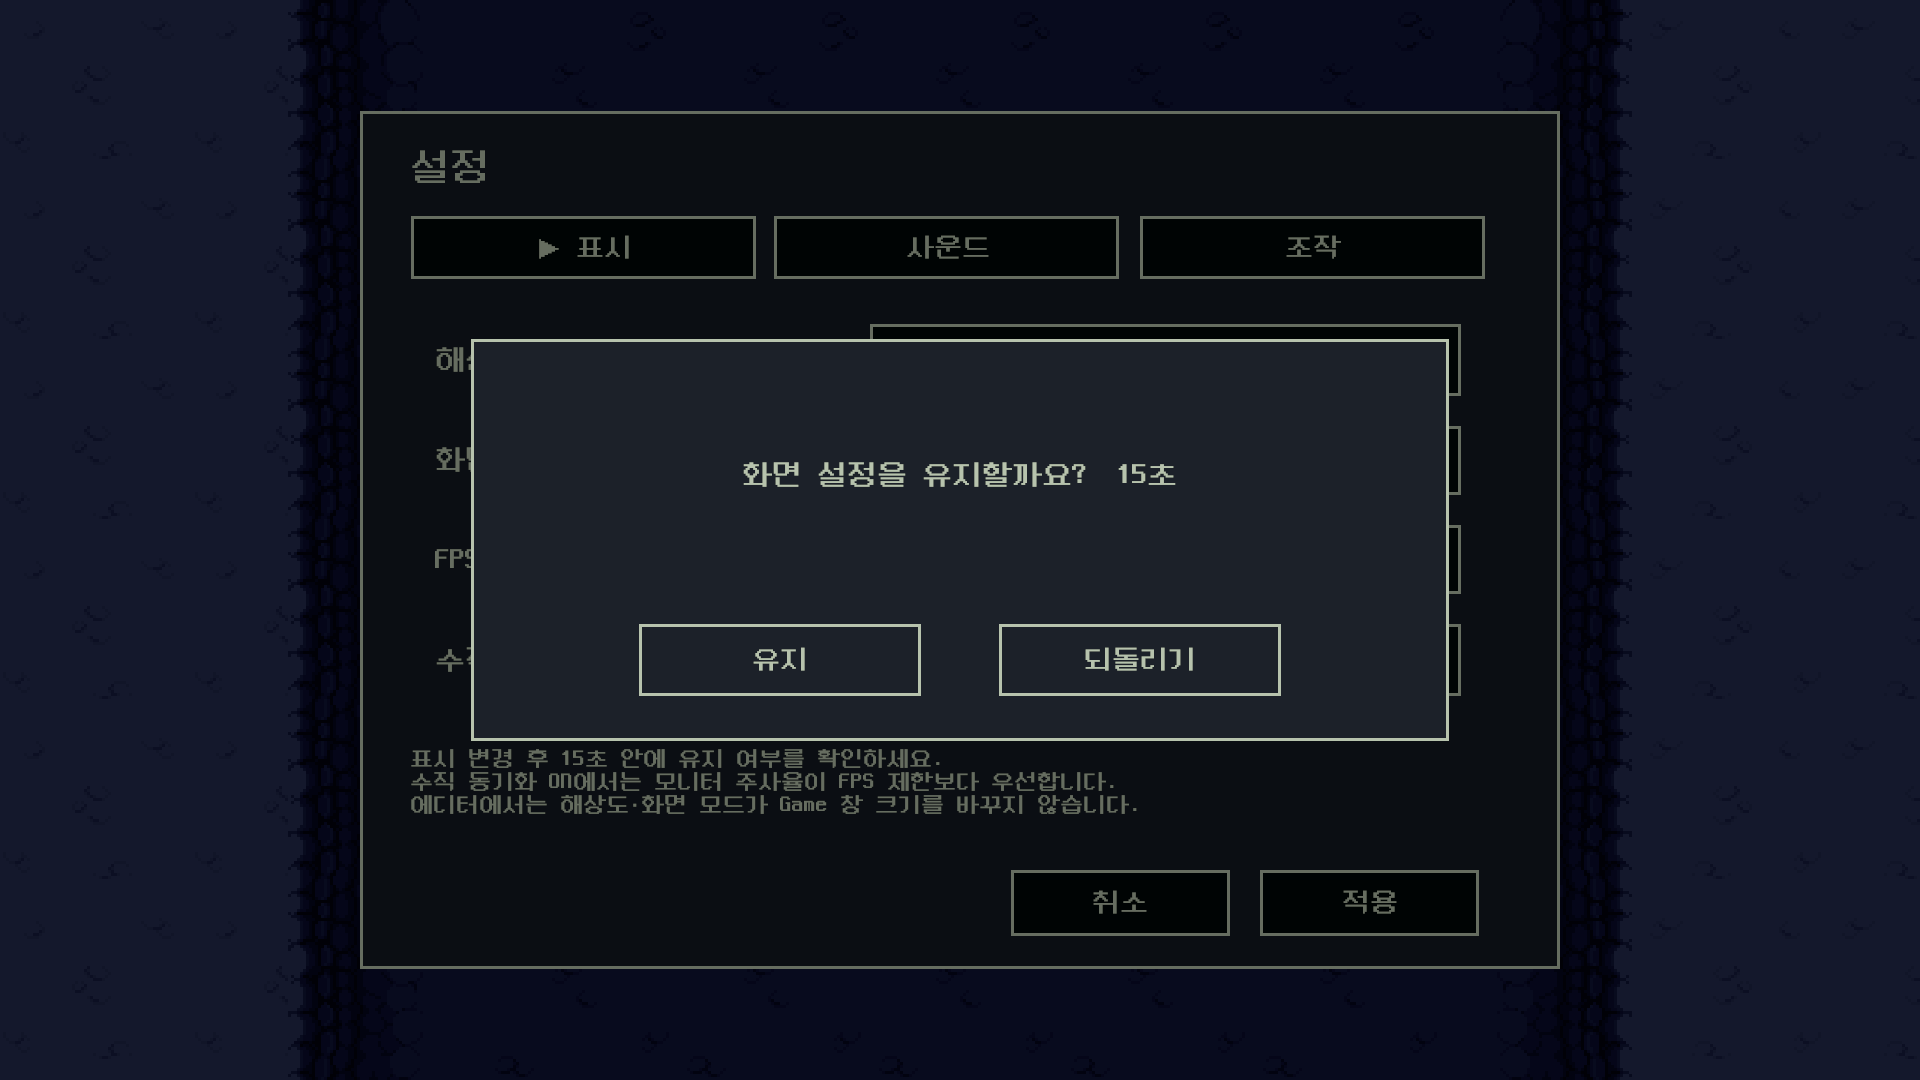 설정
▶ 표시
사운드
조작
화면 설정을 유지할까요? 15초
FPS
유지
되돌리기
표시 변경 후 15초 안에 유지 여부를 확인하세요.
수직 동기화 On에서는 모니터 주사율이 FPS 제한보다 우선합니다.
에디터에서는 해상도·화면 모드가 Game 창 크기를 바꾸지 않습니다.
취소
적용